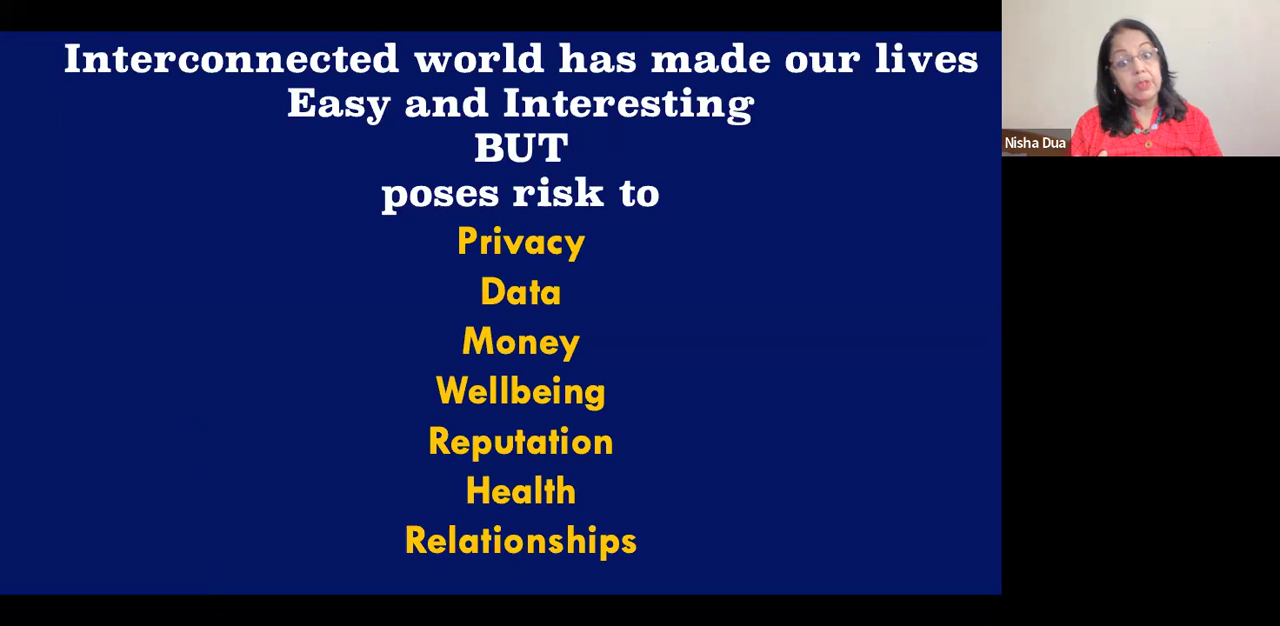 Interconnected world has made our lives
Easy and Interesting
BUT
poses risk to
Privacy
Data
Money
Wellbeing
Reputation
Health
Relationships
Nisha Dua